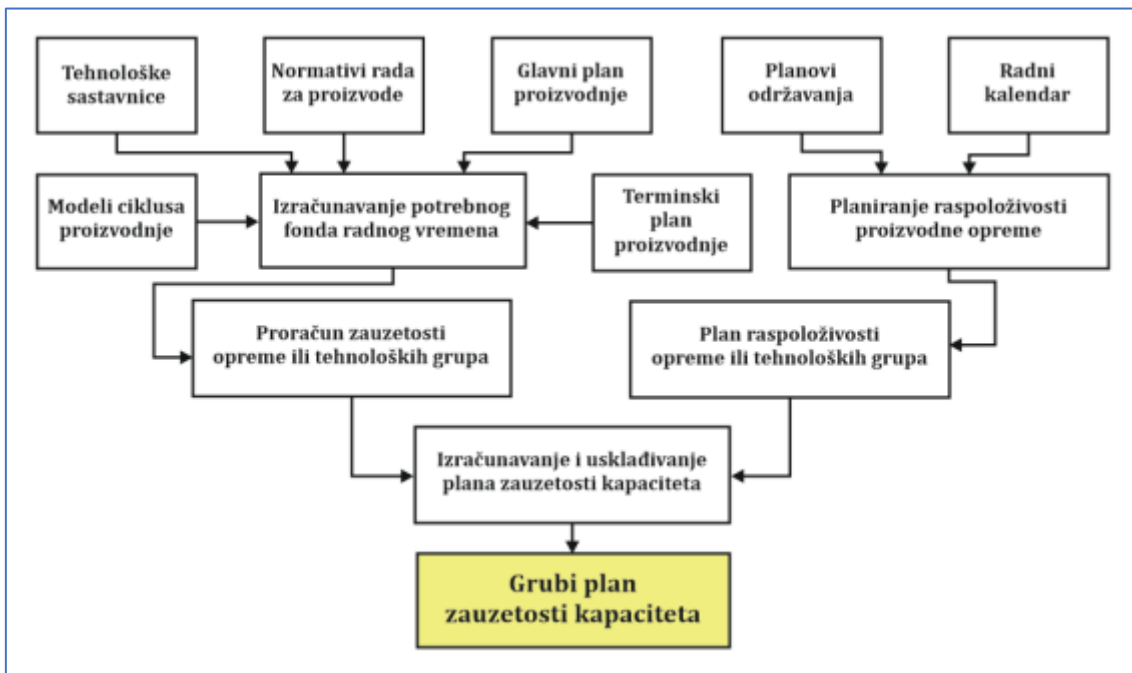 Tehnološke
sastavnice
Normativi rada
za proizvode
Glavni plan
proizvodnje
Planovi
održavanja
Radni
kalendar
Modeli ciklusa
proizvodnje
Izračunavanje potrebnog
fonda radnog vremena
Terminski
plan
proizvodnje
Planiranje raspoloživosti
proizvodne opreme
Proračun zauzetosti
opreme ili tehnoloških grupa
Plan raspoloživosti
opreme ili tehnoloških grupa
Izračunavanje i usklađivanje
plana zauzetosti kapaciteta
Grubi plan
zauzetosti kapaciteta